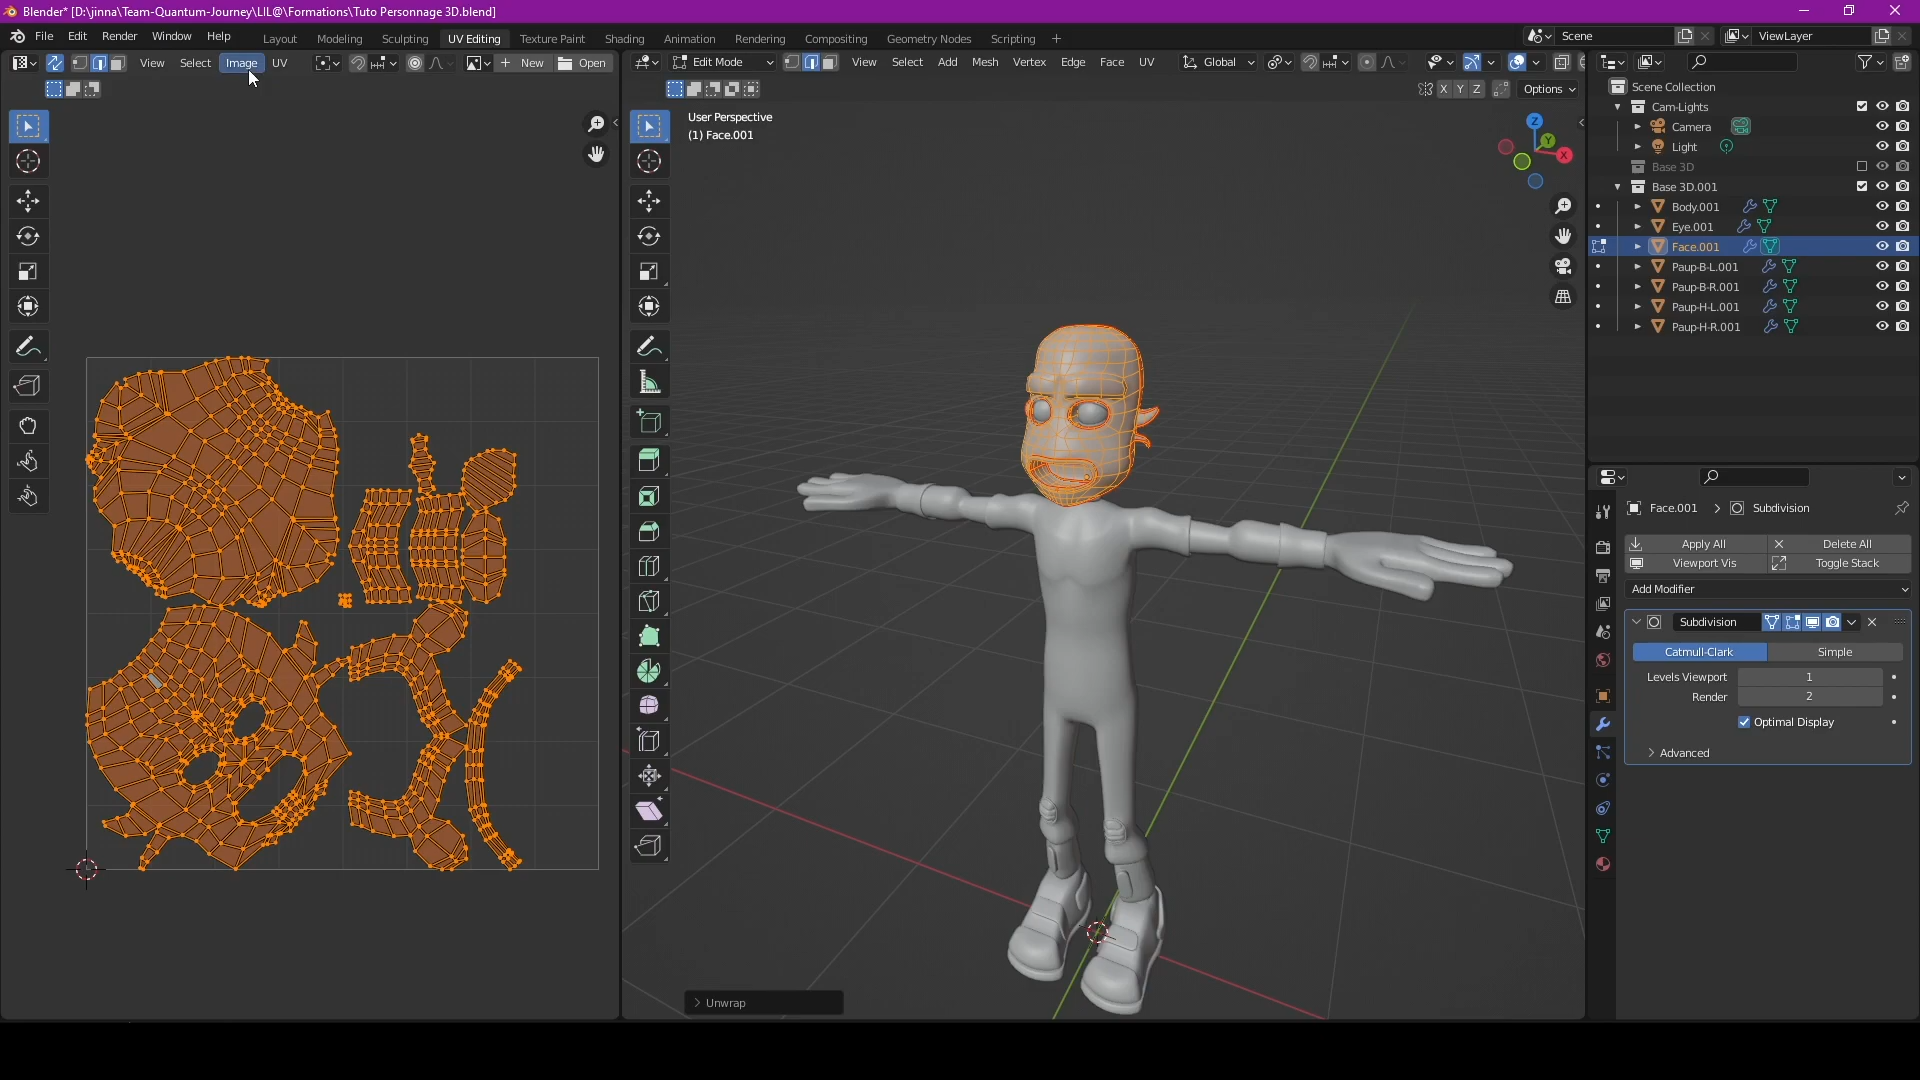 Blender* [D:\jinna\Team-Quantum-Journey\LIL@\Formations\Tuto Personnage 3D.blend]
File Edit Render Window Help Layout Modeling Sculpting UV Editing Texture Paint Shading Animation Rendering Compositing Geometry Nodes Scripting + Scene ViewLayer
View Select Image UV New Open Edit Mode View Select Add Mesh Vertex Edge Face UV Global
X Y Z Options
User Perspective
(1) Face.001
Z
Y
X
Scene Collection
Cam-Lights
Camera
Light
Base 3D
Base 3D.001
Body.001
Eye.001
Face.001
Paup-B-L.001
Paup-B-R.001
Paup-H-L.001
Paup-H-R.001
Face.001 > Subdivision
Apply All Delete All
Viewport Vis Toggle Stack
Add Modifier
Subdivision
Catmull-Clark Simple
Levels Viewport 1
Render 2
Optimal Display
Advanced
Unwrap